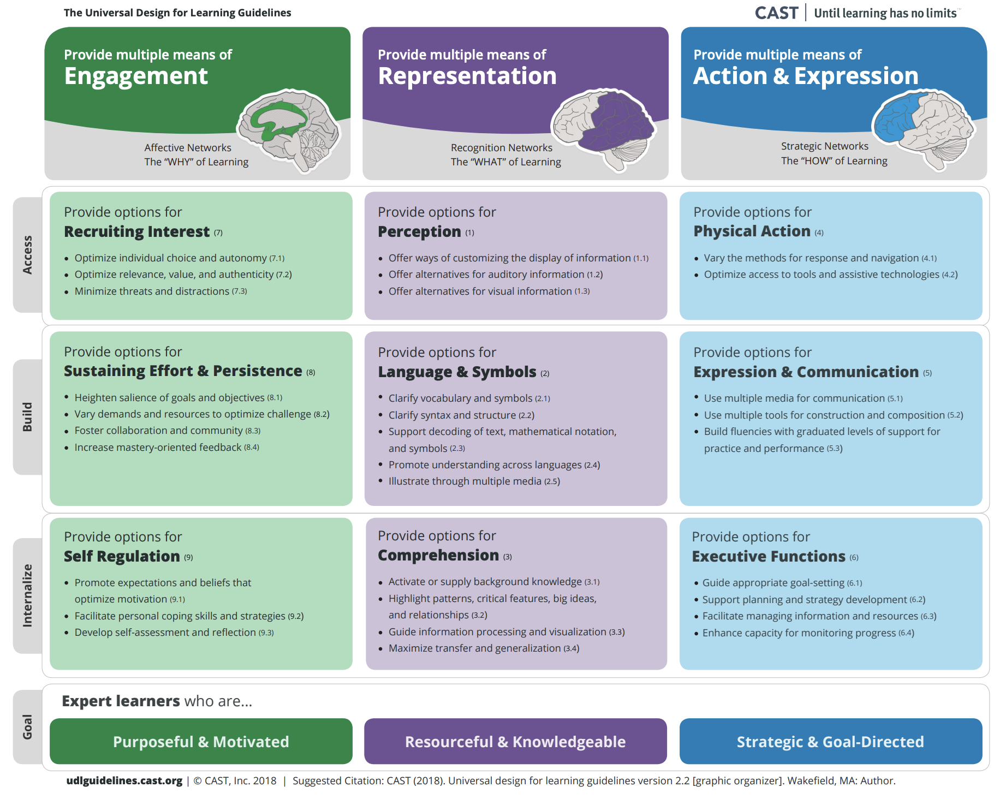 The Universal Design for Learning Guidelines
CAST | Until learning has no limits™
Provide multiple means of
Engagement
Affective Networks
The “WHY” of Learning
Provide multiple means of
Representation
Recognition Networks
The “WHAT” of Learning
Provide multiple means of
Action & Expression
Strategic Networks
The “HOW” of Learning
Access
Provide options for
Recruiting Interest (7)
• Optimize individual choice and autonomy (7.1)
• Optimize relevance, value, and authenticity (7.2)
• Minimize threats and distractions (7.3)
Provide options for
Perception (1)
• Offer ways of customizing the display of information (1.1)
• Offer alternatives for auditory information (1.2)
• Offer alternatives for visual information (1.3)
Provide options for
Physical Action (4)
• Vary the methods for response and navigation (4.1)
• Optimize access to tools and assistive technologies (4.2)
Build
Provide options for
Sustaining Effort & Persistence (8)
• Heighten salience of goals and objectives (8.1)
• Vary demands and resources to optimize challenge (8.2)
• Foster collaboration and community (8.3)
• Increase mastery-oriented feedback (8.4)
Provide options for
Language & Symbols (2)
• Clarify vocabulary and symbols (2.1)
• Clarify syntax and structure (2.2)
• Support decoding of text, mathematical notation,
and symbols (2.3)
• Promote understanding across languages (2.4)
• Illustrate through multiple media (2.5)
Provide options for
Expression & Communication (5)
• Use multiple media for communication (5.1)
• Use multiple tools for construction and composition (5.2)
• Build fluencies with graduated levels of support for
practice and performance (5.3)
Internalize
Provide options for
Self Regulation (9)
• Promote expectations and beliefs that
optimize motivation (9.1)
• Facilitate personal coping skills and strategies (9.2)
• Develop self-assessment and reflection (9.3)
Provide options for
Comprehension (3)
• Activate or supply background knowledge (3.1)
• Highlight patterns, critical features, big ideas,
and relationships (3.2)
• Guide information processing and visualization (3.3)
• Maximize transfer and generalization (3.4)
Provide options for
Executive Functions (6)
• Guide appropriate goal-setting (6.1)
• Support planning and strategy development (6.2)
• Facilitate managing information and resources (6.3)
• Enhance capacity for monitoring progress (6.4)
Goal
Expert learners who are...
Purposeful & Motivated
Resourceful & Knowledgeable
Strategic & Goal-Directed
udlguidelines.cast.org | © CAST, Inc. 2018 | Suggested Citation: CAST (2018). Universal design for learning guidelines version 2.2 [graphic organizer]. Wakefield, MA: Author.